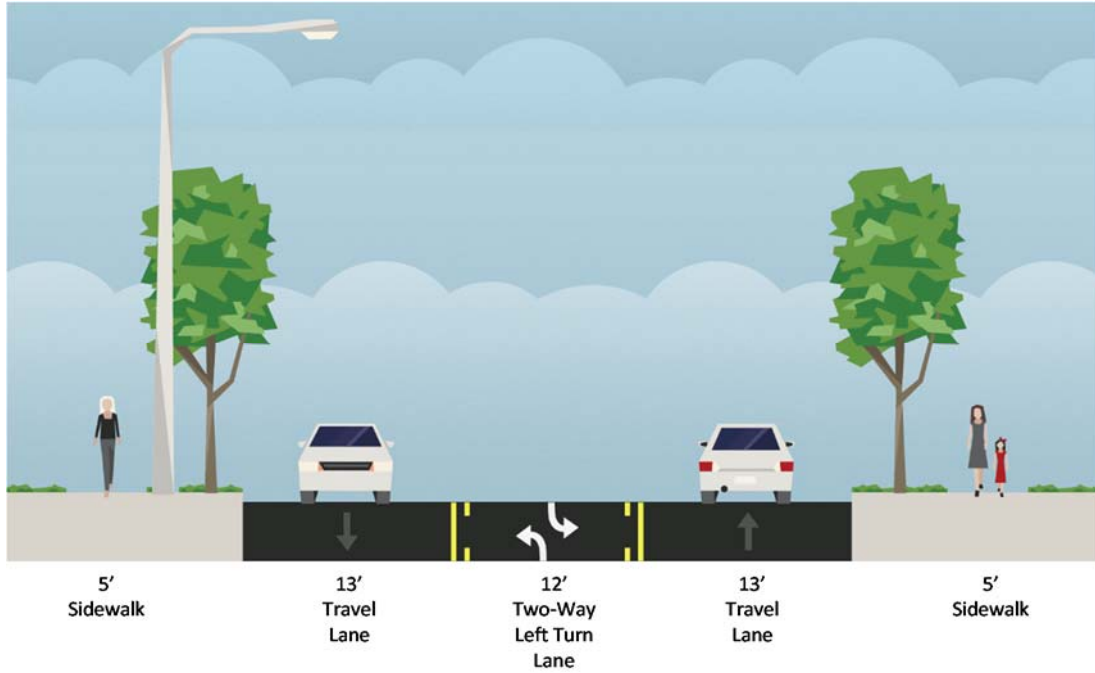 5’
Sidewalk
13’
Travel
Lane
12’
Two-Way
Left Turn
Lane
13’
Travel
Lane
5’
Sidewalk